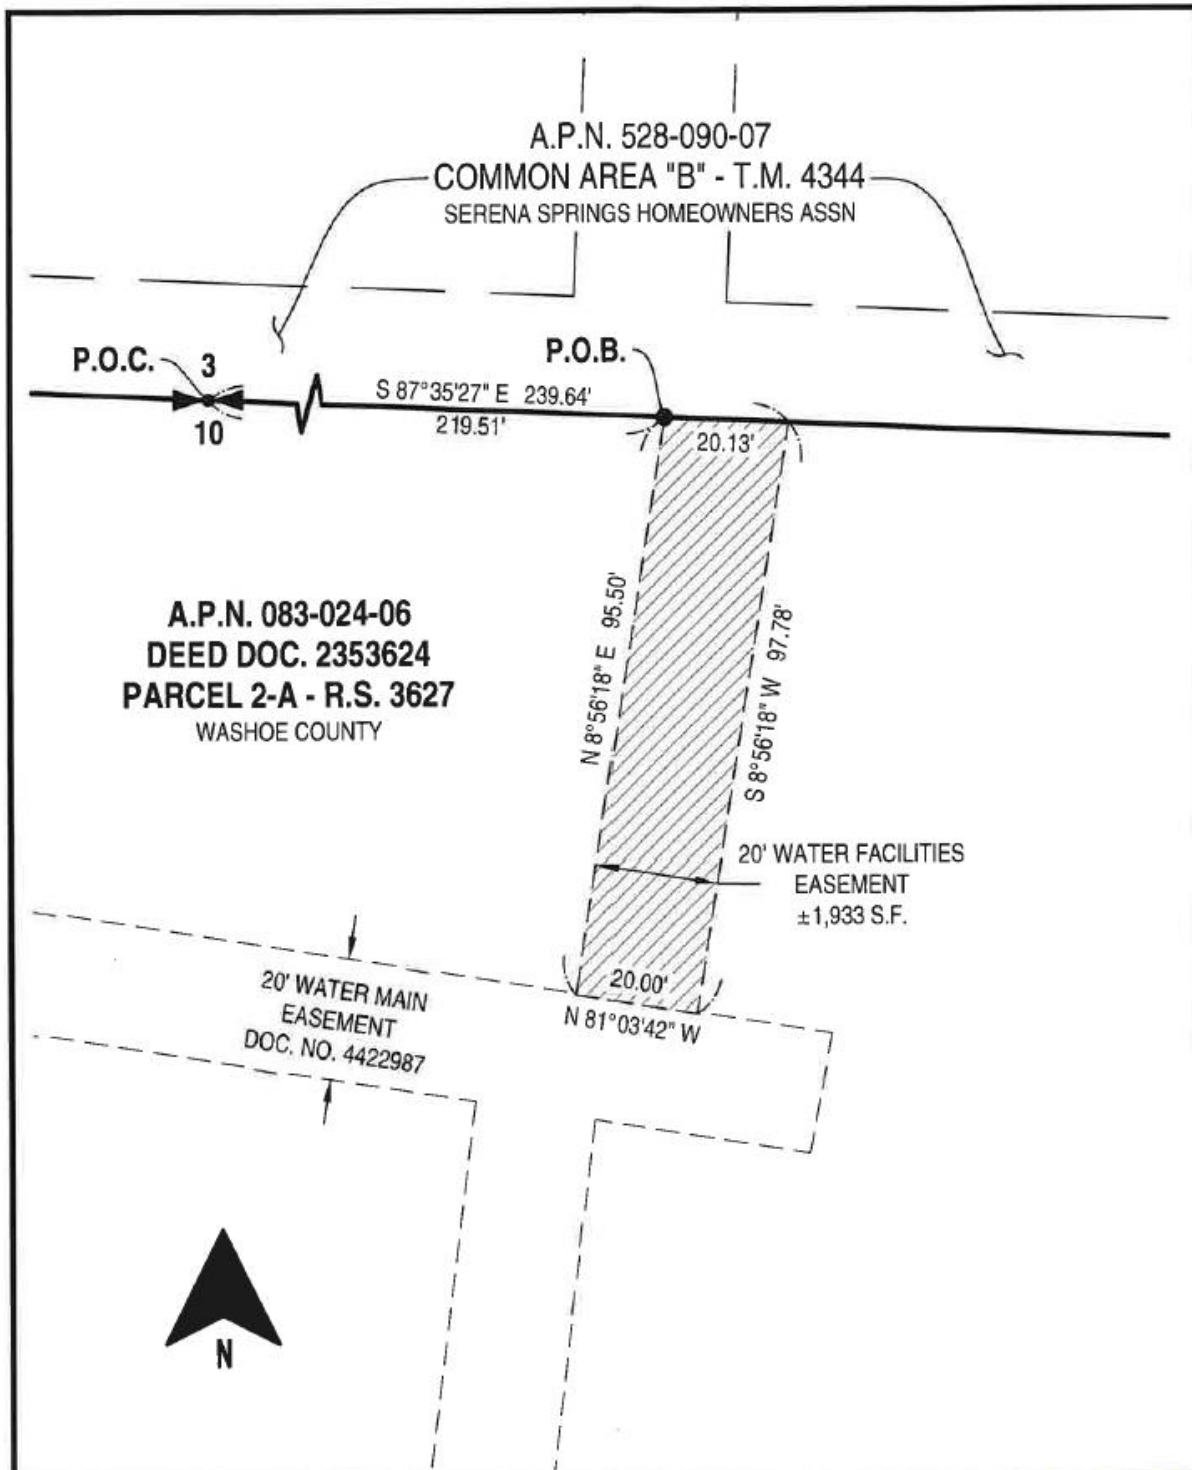 A.P.N. 528-090-07
COMMON AREA "B" - T.M. 4344
SERENA SPRINGS HOMEOWNERS ASSN
P.O.C.
3
10
P.O.B.
S 87°35'27" E 239.64'
219.51'
20.13'
N 8°56'18" E 95.50'
S 8°56'18" W 97.78'
A.P.N. 083-024-06
DEED DOC. 2353624
PARCEL 2-A - R.S. 3627
WASHOE COUNTY
20' WATER FACILITIES
EASEMENT
±1,933 S.F.
20.00'
N 81°03'42" W
20' WATER MAIN
EASEMENT
DOC. NO. 4422987
N